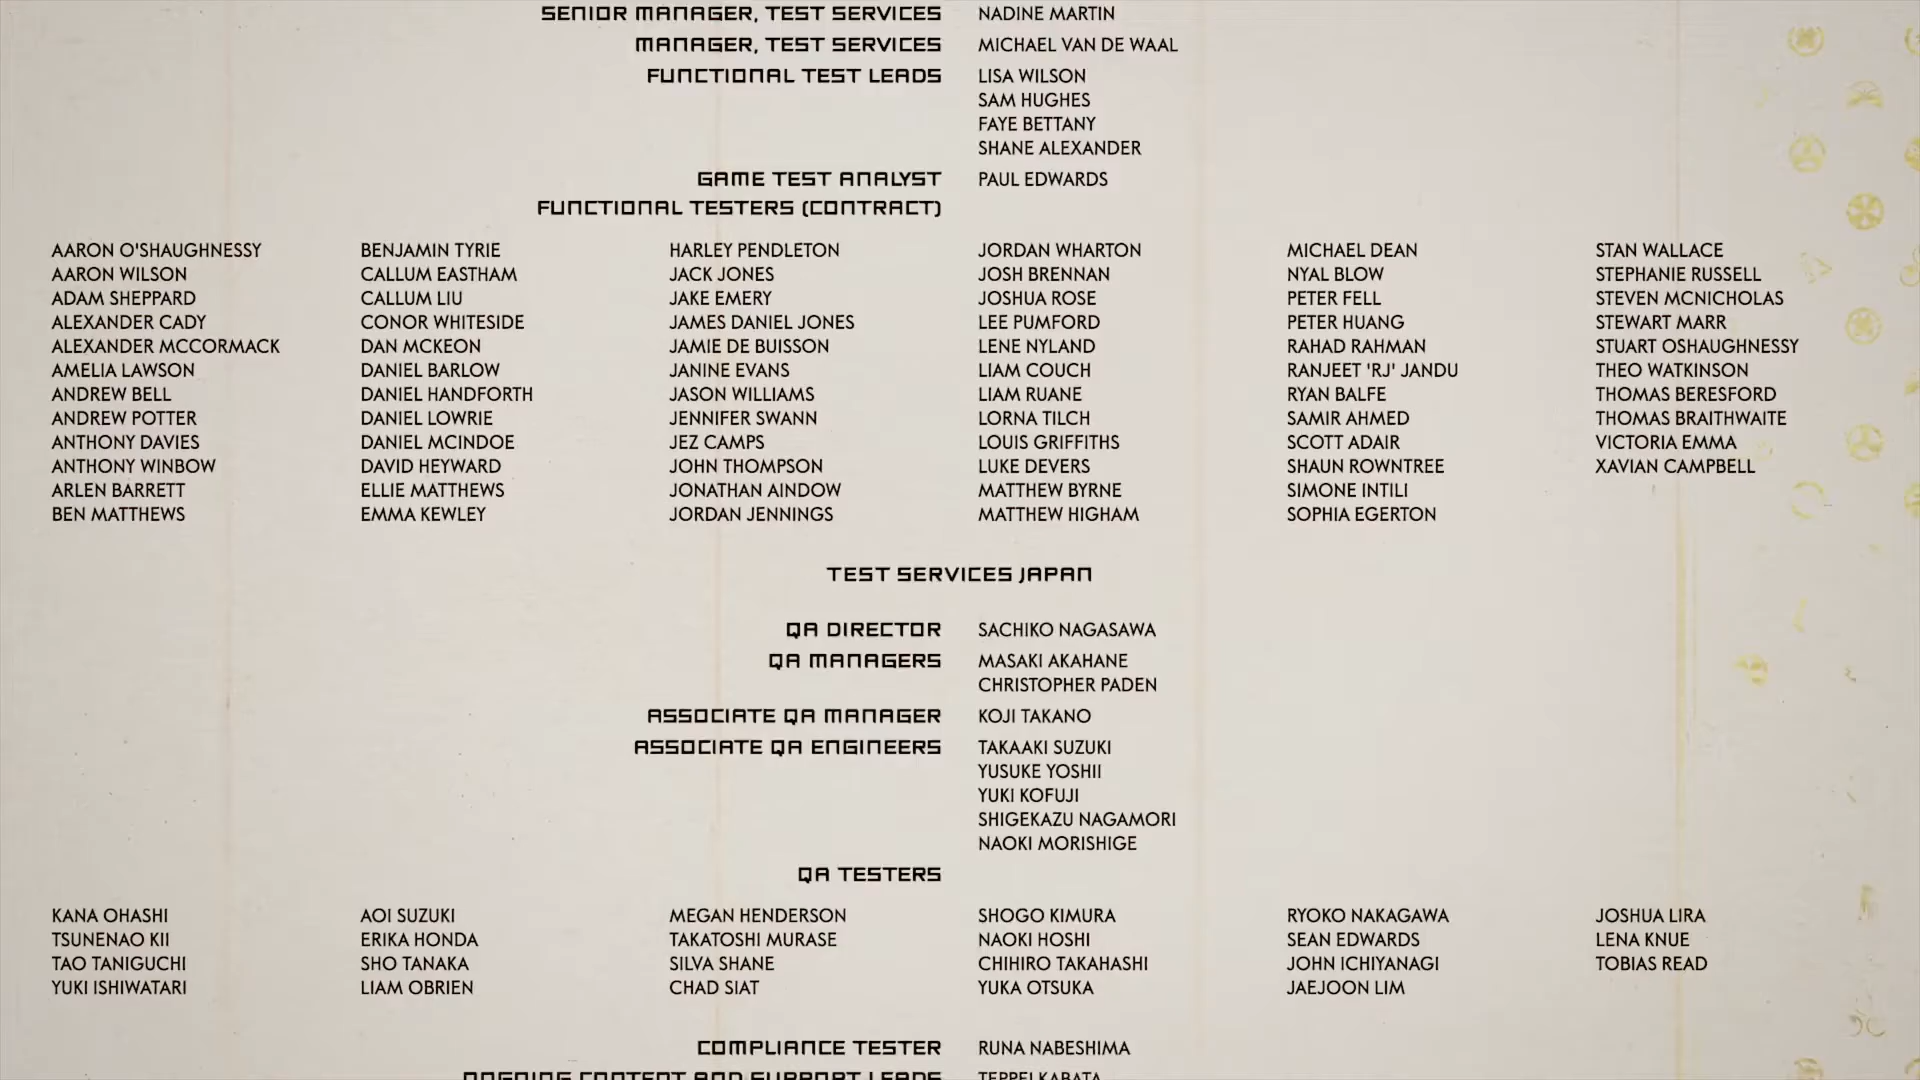 SENIOR MANAGER, TEST SERVICES NADINE MARTIN
MANAGER, TEST SERVICES MICHAEL VAN DE WAAL
FUNCTIONAL TEST LEADS LISA WILSON
SAM HUGHES
FAYE BETTANY
SHANE ALEXANDER
GAME TEST ANALYST PAUL EDWARDS
FUNCTIONAL TESTERS (CONTRACT)
AARON O'SHAUGHNESSY BENJAMIN TYRIE HARLEY PENDLETON JORDAN WHARTON MICHAEL DEAN STAN WALLACE
AARON WILSON CALLUM EASTHAM JACK JONES JOSH BRENNAN NYAL BLOW STEPHANIE RUSSELL
ADAM SHEPPARD CALLUM LIU JAKE EMERY JOSHUA ROSE PETER FELL STEVEN MCNICHOLAS
ALEXANDER CADY CONOR WHITESIDE JAMES DANIEL JONES LEE PUMFORD PETER HUANG STEWART MARR
ALEXANDER MCCORMACK DAN MCKEON JAMIE DE BUISSON LENE NYLAND RAHAD RAHMAN STUART OSHAUGHNESSY
AMELIA LAWSON DANIEL BARLOW JANINE EVANS LIAM COUCH RANJEET 'RJ' JANDU THEO WATKINSON
ANDREW BELL DANIEL HANDFORTH JASON WILLIAMS LIAM RUANE RYAN BALFE THOMAS BERESFORD
ANDREW POTTER DANIEL LOWRIE JENNIFER SWANN LORNA TILCH SAMIR AHMED THOMAS BRAITHWAITE
ANTHONY DAVIES DANIEL MCINDOE JEZ CAMPS LOUIS GRIFFITHS SCOTT ADAIR VICTORIA EMMA
ANTHONY WINBOW DAVID HEYWARD JOHN THOMPSON LUKE DEVERS SHAUN ROWNTREE XAVIAN CAMPBELL
ARLEN BARRETT ELLIE MATTHEWS JONATHAN AINDOW MATTHEW BYRNE SIMONE INTILI
BEN MATTHEWS EMMA KEWLEY JORDAN JENNINGS MATTHEW HIGHAM SOPHIA EGERTON
TEST SERVICES JAPAN
QA DIRECTOR SACHIKO NAGASAWA
QA MANAGERS MASAKI AKAHANE
CHRISTOPHER PADEN
ASSOCIATE QA MANAGER KOJI TAKANO
ASSOCIATE QA ENGINEERS TAKAAKI SUZUKI
YUSUKE YOSHII
YUKI KOFUJI
SHIGEKAZU NAGAMORI
NAOKI MORISHIGE
QA TESTERS
KANA OHASHI AOI SUZUKI MEGAN HENDERSON SHOGO KIMURA RYOKO NAKAGAWA JOSHUA LIRA
TSUNENAO KII ERIKA HONDA TAKATOSHI MURASE NAOKI HOSHI SEAN EDWARDS LENA KNUE
TAO TANIGUCHI SHO TANAKA SILVA SHANE CHIHIRO TAKAHASHI JOHN ICHIYANAGI TOBIAS READ
YUKI ISHIWATARI LIAM OBRIEN CHAD SIAT YUKA OTSUKA JAEJOON LIM
COMPLIANCE TESTER RUNA NABESHIMA
ONGOING CONTENT AND SUPPORT LEADS TEPPEI KABATA